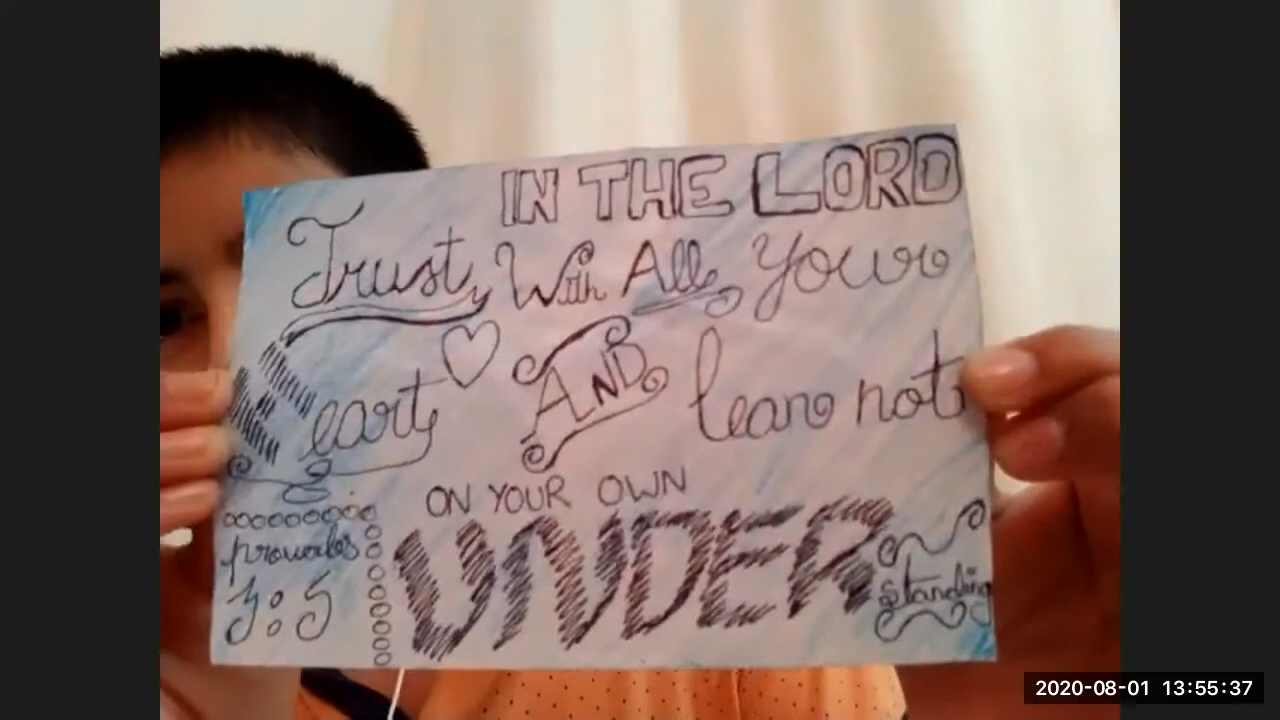 Trust IN THE LORD
With All Your
Heart AND lean not
ON YOUR OWN
UNDER standing
proverbs
3:5
2020-08-01 13:55:37